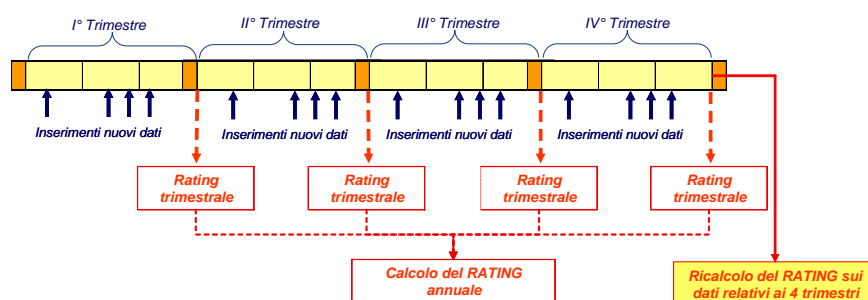 I° Trimestre
II° Trimestre
III° Trimestre
IV° Trimestre
Inserimenti nuovi dati
Inserimenti nuovi dati
Inserimenti nuovi dati
Inserimenti nuovi dati
Rating
trimestrale
Rating
trimestrale
Rating
trimestrale
Rating
trimestrale
Calcolo del RATING
annuale
Ricalcolo del RATING sui
dati relativi ai 4 trimestri